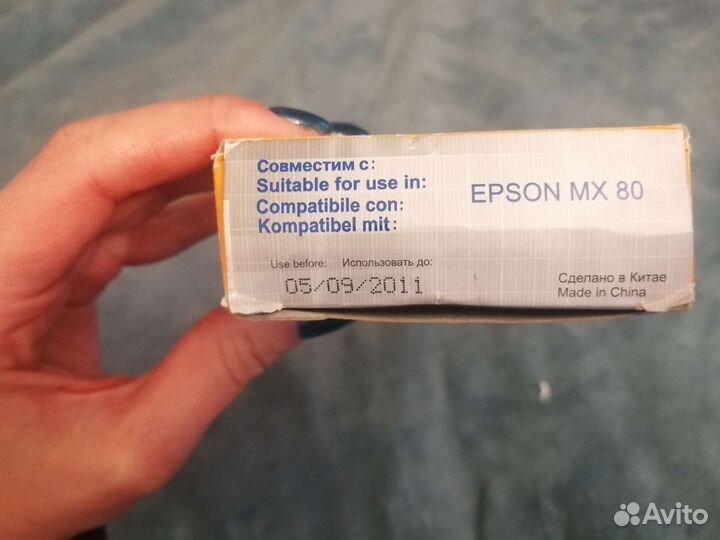 Совместим с:
Suitable for use in:
Compatibile con:
Kompatibel mit:
EPSON MX 80
Use before: Использовать до:
05/09/2011
Сделано в Китае
Made in China
Avito